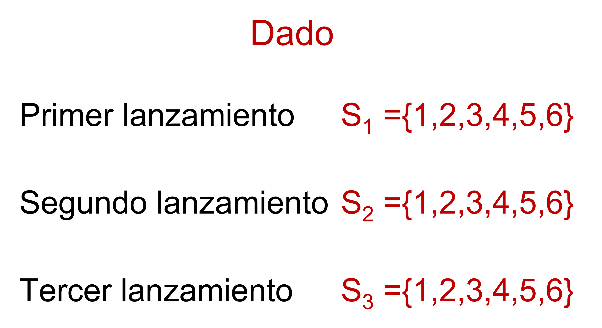 Dado
Primer lanzamiento S₁ ={1,2,3,4,5,6}
Segundo lanzamiento S₂ ={1,2,3,4,5,6}
Tercer lanzamiento S₃ ={1,2,3,4,5,6}